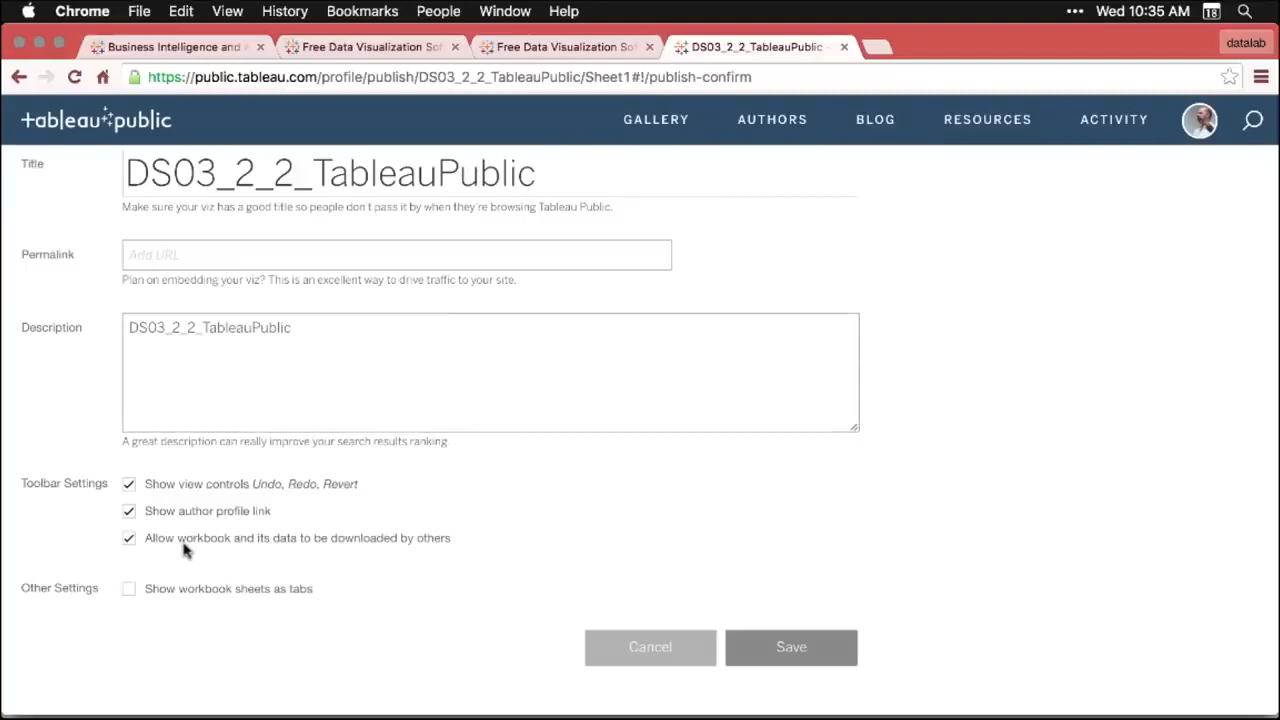 Chrome File Edit View History Bookmarks People Window Help ••• Wed 10:35 AM 18
Business Intelligence and A Free Data Visualization Sof Free Data Visualization Sof DS03_2_2_TableauPublic - datalab
https://public.tableau.com/profile/publish/DS03_2_2_TableauPublic/Sheet1#!/publish-confirm
tableau public GALLERY AUTHORS BLOG RESOURCES ACTIVITY
Title DS03_2_2_TableauPublic
Make sure your viz has a good title so people don't pass it by when they're browsing Tableau Public.
Permalink Add URL
Plan on embedding your viz? This is an excellent way to drive traffic to your site.
Description DS03_2_2_TableauPublic
A great description can really improve your search results ranking.
Toolbar Settings Show view controls Undo, Redo, Revert
Show author profile link
Allow workbook and its data to be downloaded by others
Other Settings Show workbook sheets as tabs
Cancel Save